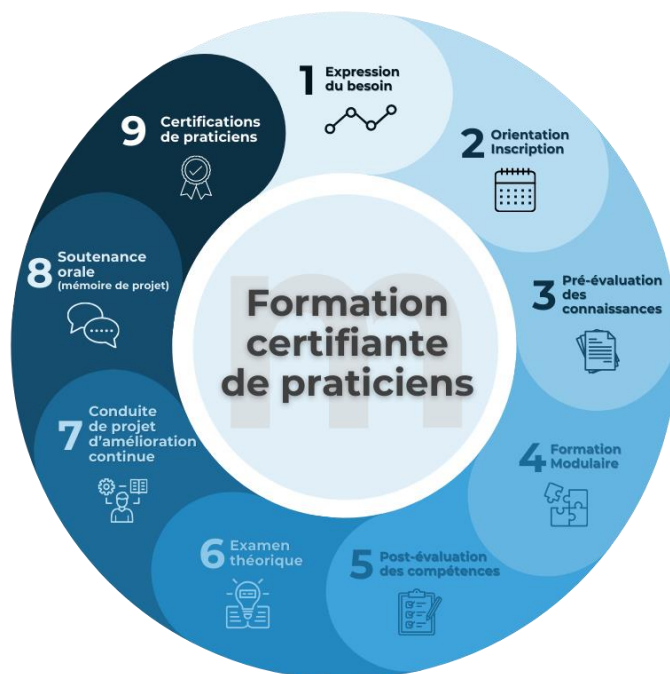 Formation
certifiante
de praticiens
1 Expression
du besoin
2 Orientation
Inscription
3 Pré-évaluation
des
connaissances
4 Formation
Modulaire
5 Post-évaluation
des compétences
6 Examen
théorique
7 Conduite
de projet
d'amélioration
continue
8 Soutenance
orale
(mémoire de projet)
9 Certifications
de praticiens
m